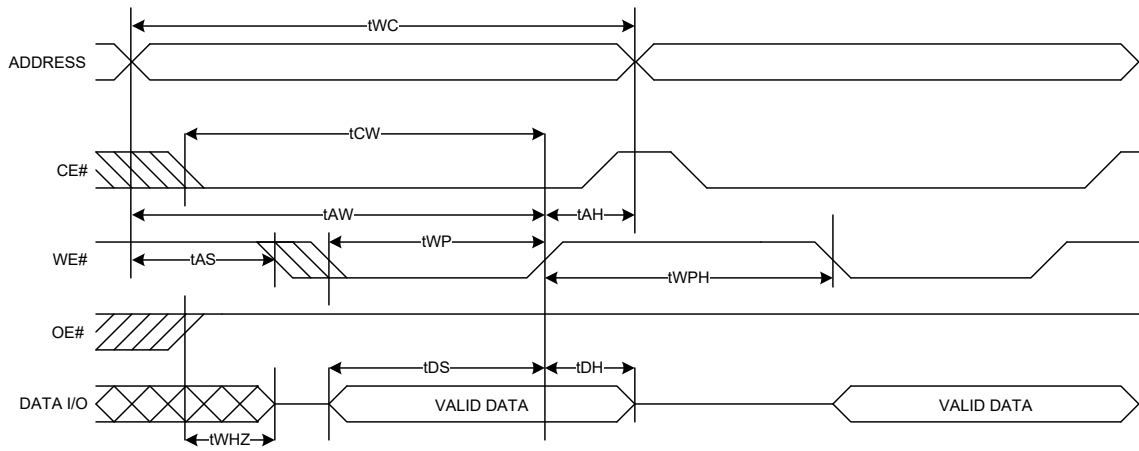 tWC
ADDRESS
tCW
CE#
tAW
tAH
WE#
tWP
tAS
tWPH
OE#
tDS
tDH
DATA I/O
VALID DATA
VALID DATA
tWHZ